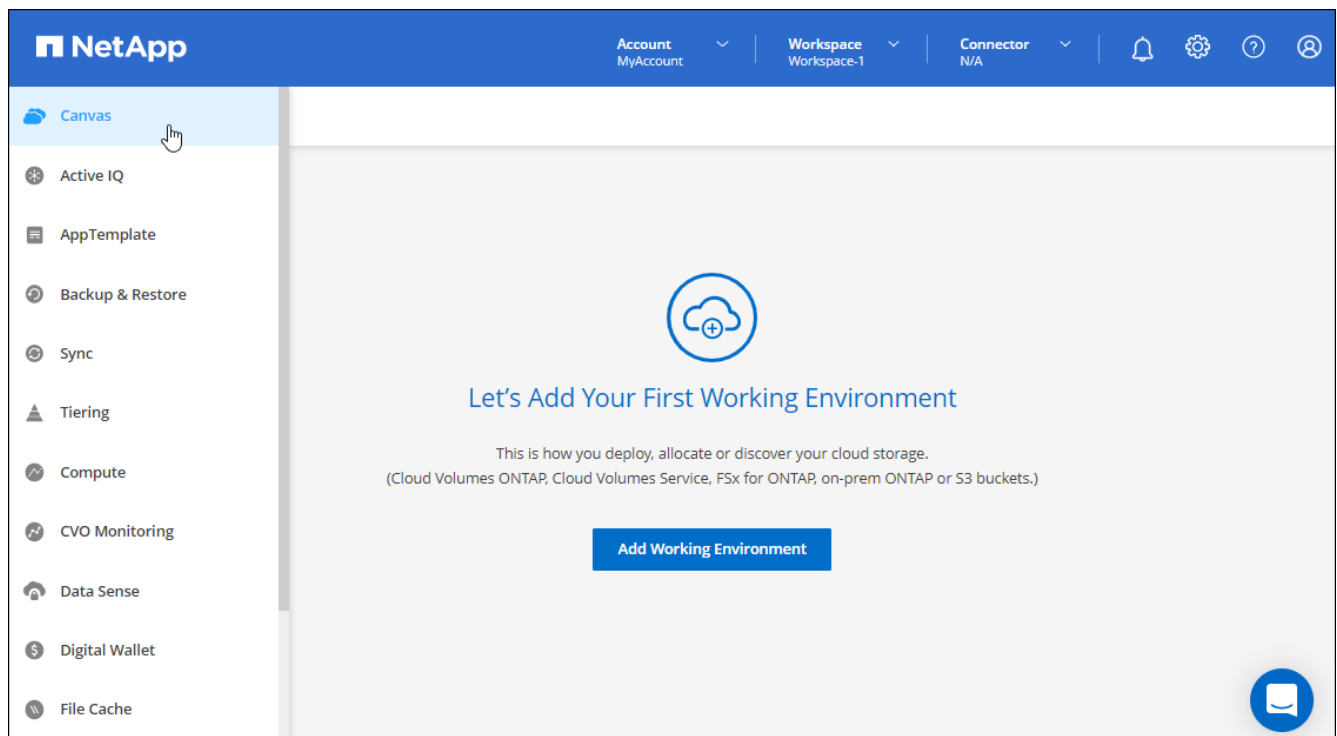 NetApp
Account
MyAccount
Workspace
Workspace-1
Connector
N/A
Canvas
Active IQ
AppTemplate
Backup & Restore
Sync
Tiering
Compute
CVO Monitoring
Data Sense
Digital Wallet
File Cache
Let's Add Your First Working Environment
This is how you deploy, allocate or discover your cloud storage.
(Cloud Volumes ONTAP, Cloud Volumes Service, FSx for ONTAP, on-prem ONTAP or S3 buckets.)
Add Working Environment